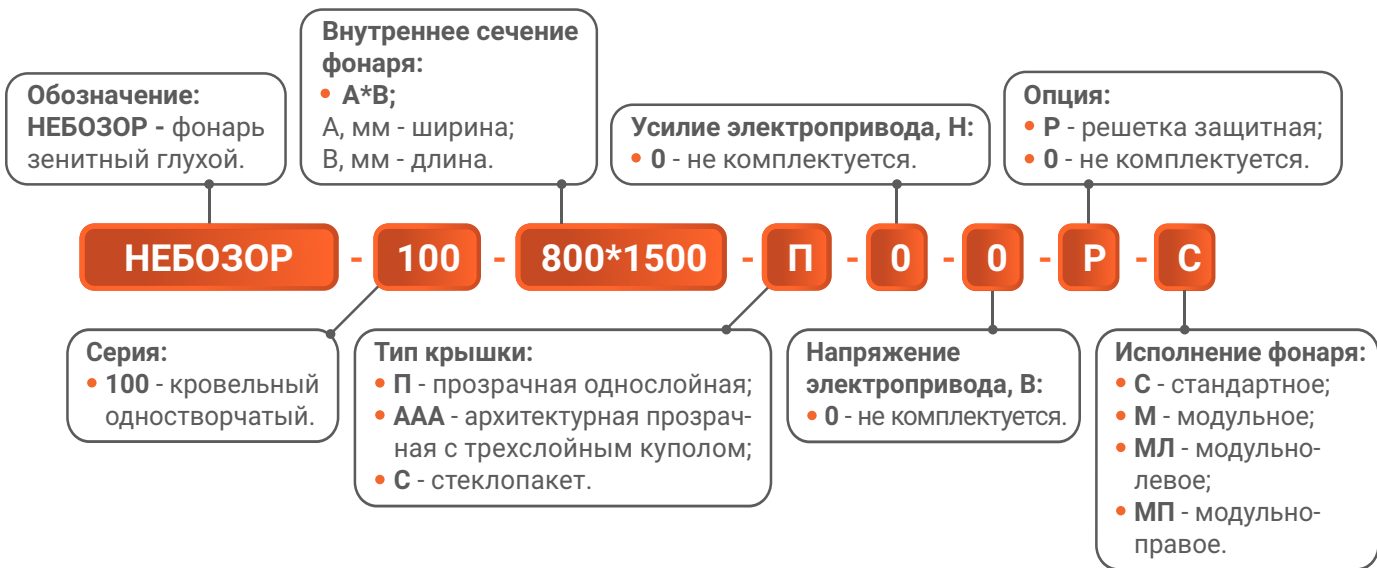 Обозначение:
НЕБОЗОР - фонарь
зенитный глухой.
Внутреннее сечение
фонаря:
• А*В;
А, мм - ширина;
В, мм - длина.
Усилие электропривода, Н:
• 0 - не комплектуется.
Опция:
• Р - решетка защитная;
• 0 - не комплектуется.
НЕБОЗОР - 100 - 800*1500 - П - 0 - 0 - Р - С
Серия:
• 100 - кровельный
одностворчатый.
Тип крышки:
• П - прозрачная однослойная;
• ААА - архитектурная прозрач-
ная с трехслойным куполом;
• С - стеклопакет.
Напряжение
электропривода, В:
• 0 - не комплектуется.
Исполнение фонаря:
• С - стандартное;
• М - модульное;
• МЛ - модульно-
левое;
• МП - модульно-
правое.